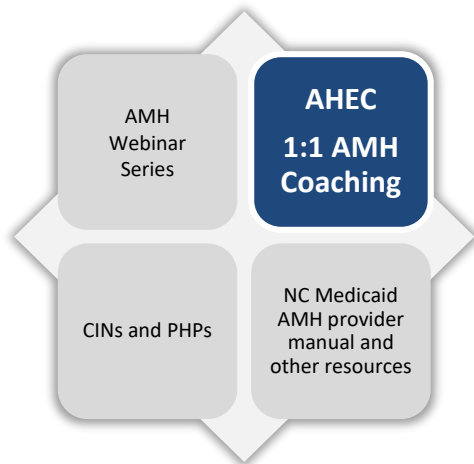 AMH
Webinar
Series
AHEC
1:1 AMH
Coaching
CINs and PHPs
NC Medicaid
AMH provider
manual and
other resources